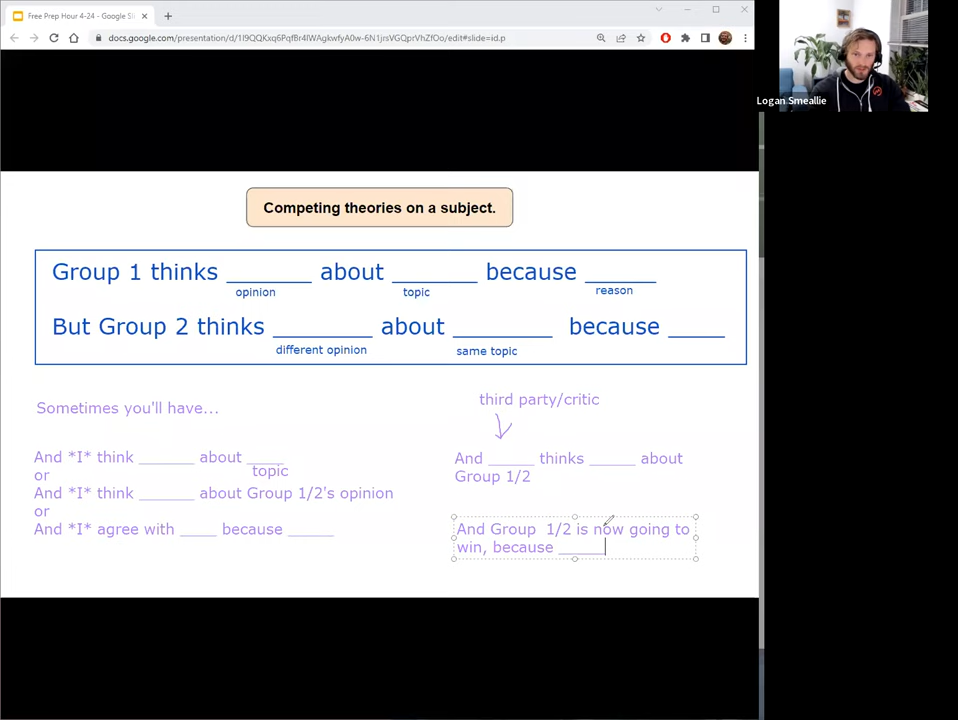 Free Prep Hour 4-24 - Google Sli
docs.google.com/presentation/d/1I9QQKxq6PqfBr4lWAgkwfyA0w-6N1jrsVGQprVhZfOo/edit#slide=id.p
Logan Smeallie
Competing theories on a subject.
Group 1 thinks _______ about _______ because ______
opinion topic reason
But Group 2 thinks ________ about ________ because _____
different opinion same topic
Sometimes you'll have...
And *I* think ______ about ____
topic
or
And *I* think ______ about Group 1/2's opinion
or
And *I* agree with ____ because _____
third party/critic
And _____ thinks _____ about
Group 1/2
And Group 1/2 is now going to
win, because _____